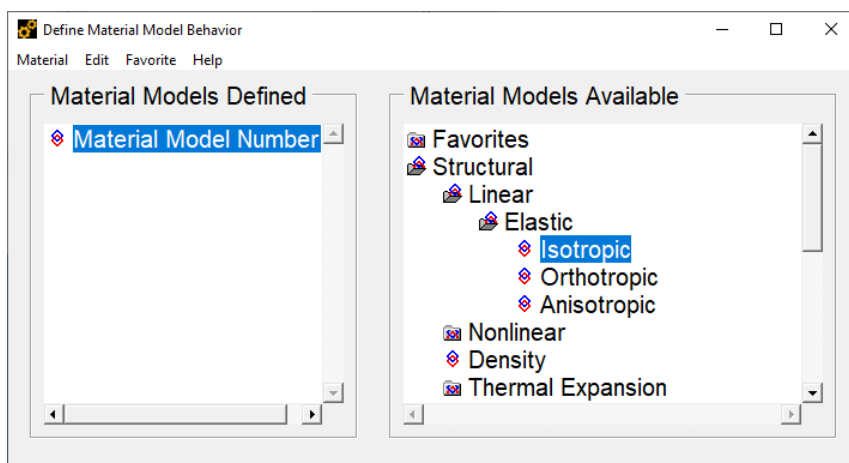 Define Material Model Behavior
Material Edit Favorite Help
Material Models Defined
Material Model Number
Material Models Available
Favorites
Structural
Linear
Elastic
Isotropic
Orthotropic
Anisotropic
Nonlinear
Density
Thermal Expansion